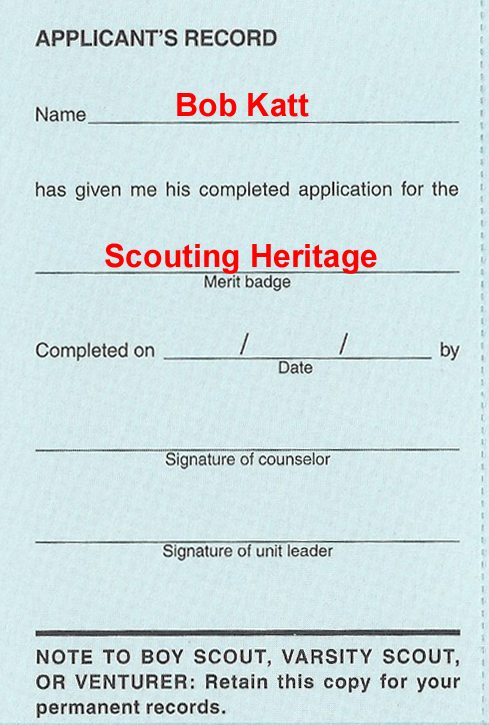 APPLICANT'S RECORD
Name Bob Katt
has given me his completed application for the
Scouting Heritage
Merit badge
Completed on / / by
Date
Signature of counselor
Signature of unit leader
NOTE TO BOY SCOUT, VARSITY SCOUT,
OR VENTURER: Retain this copy for your
permanent records.